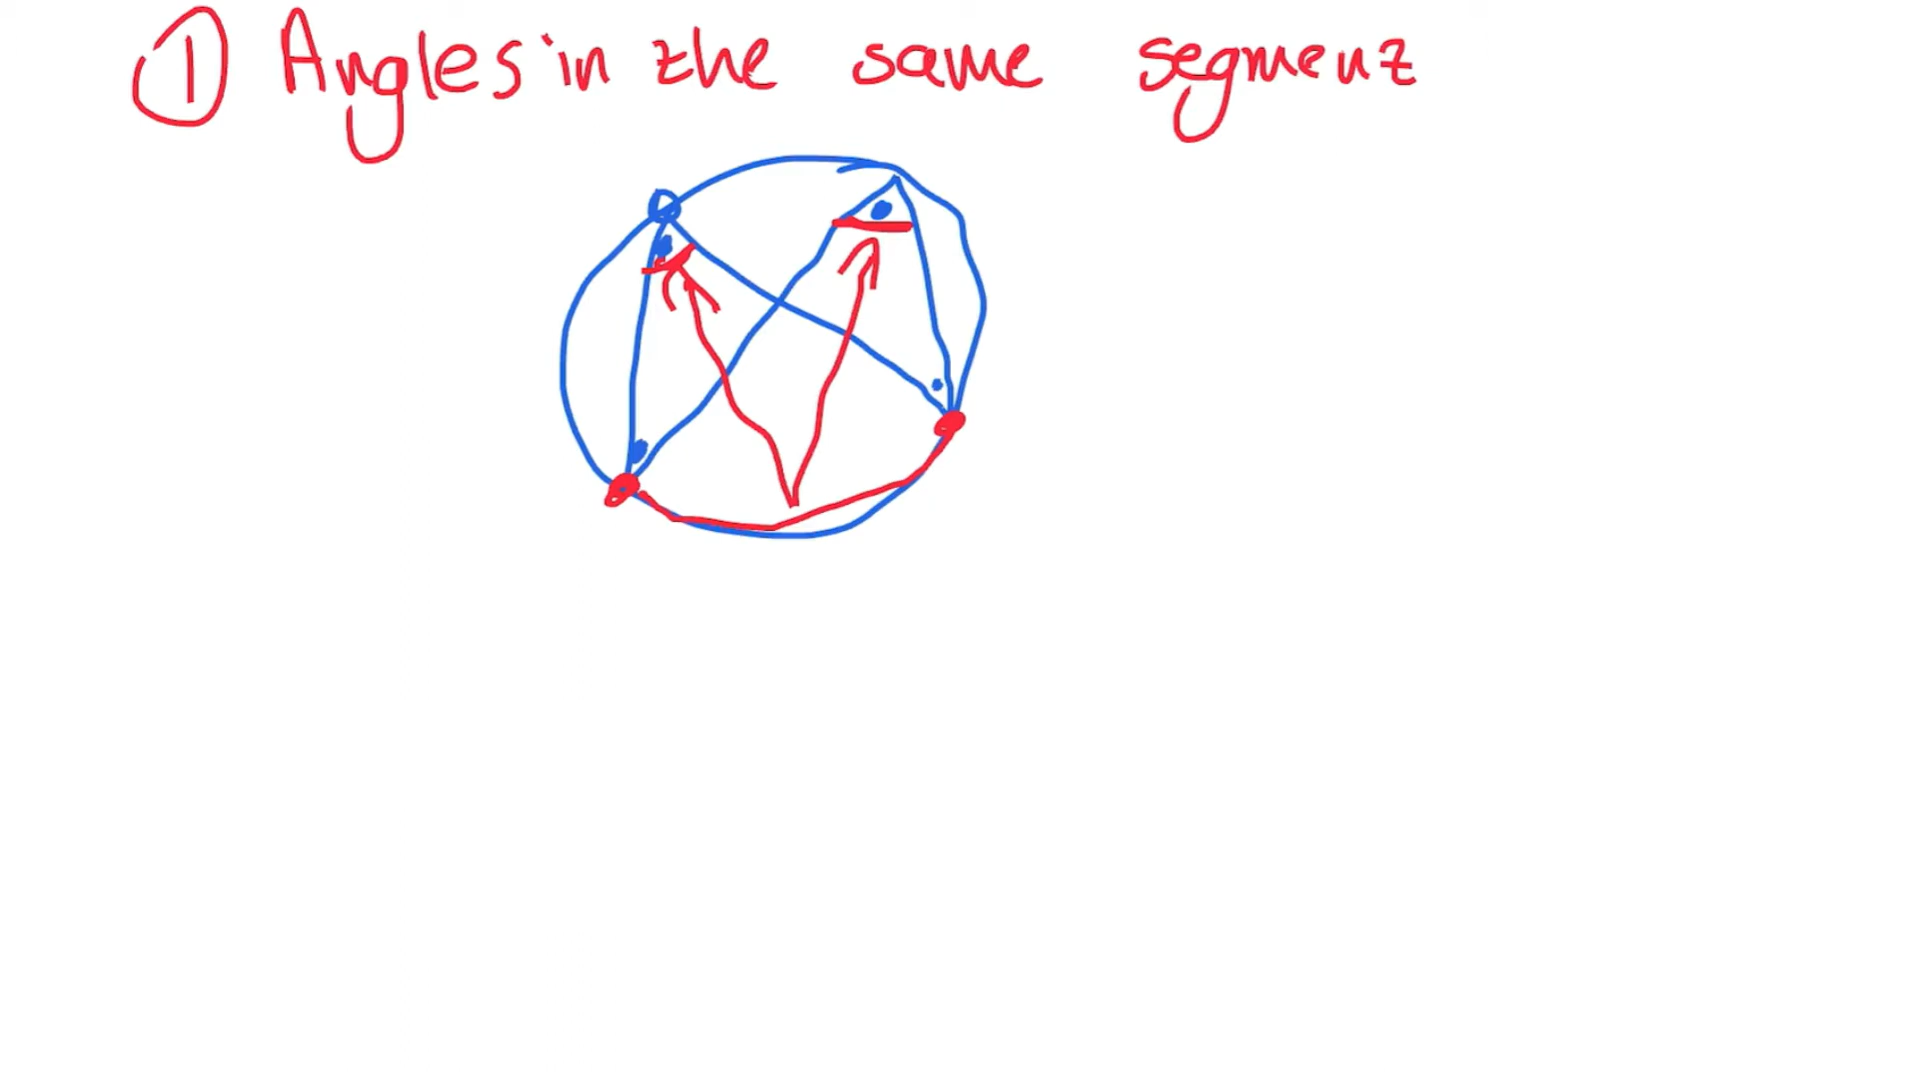 ① Angles in the same segment